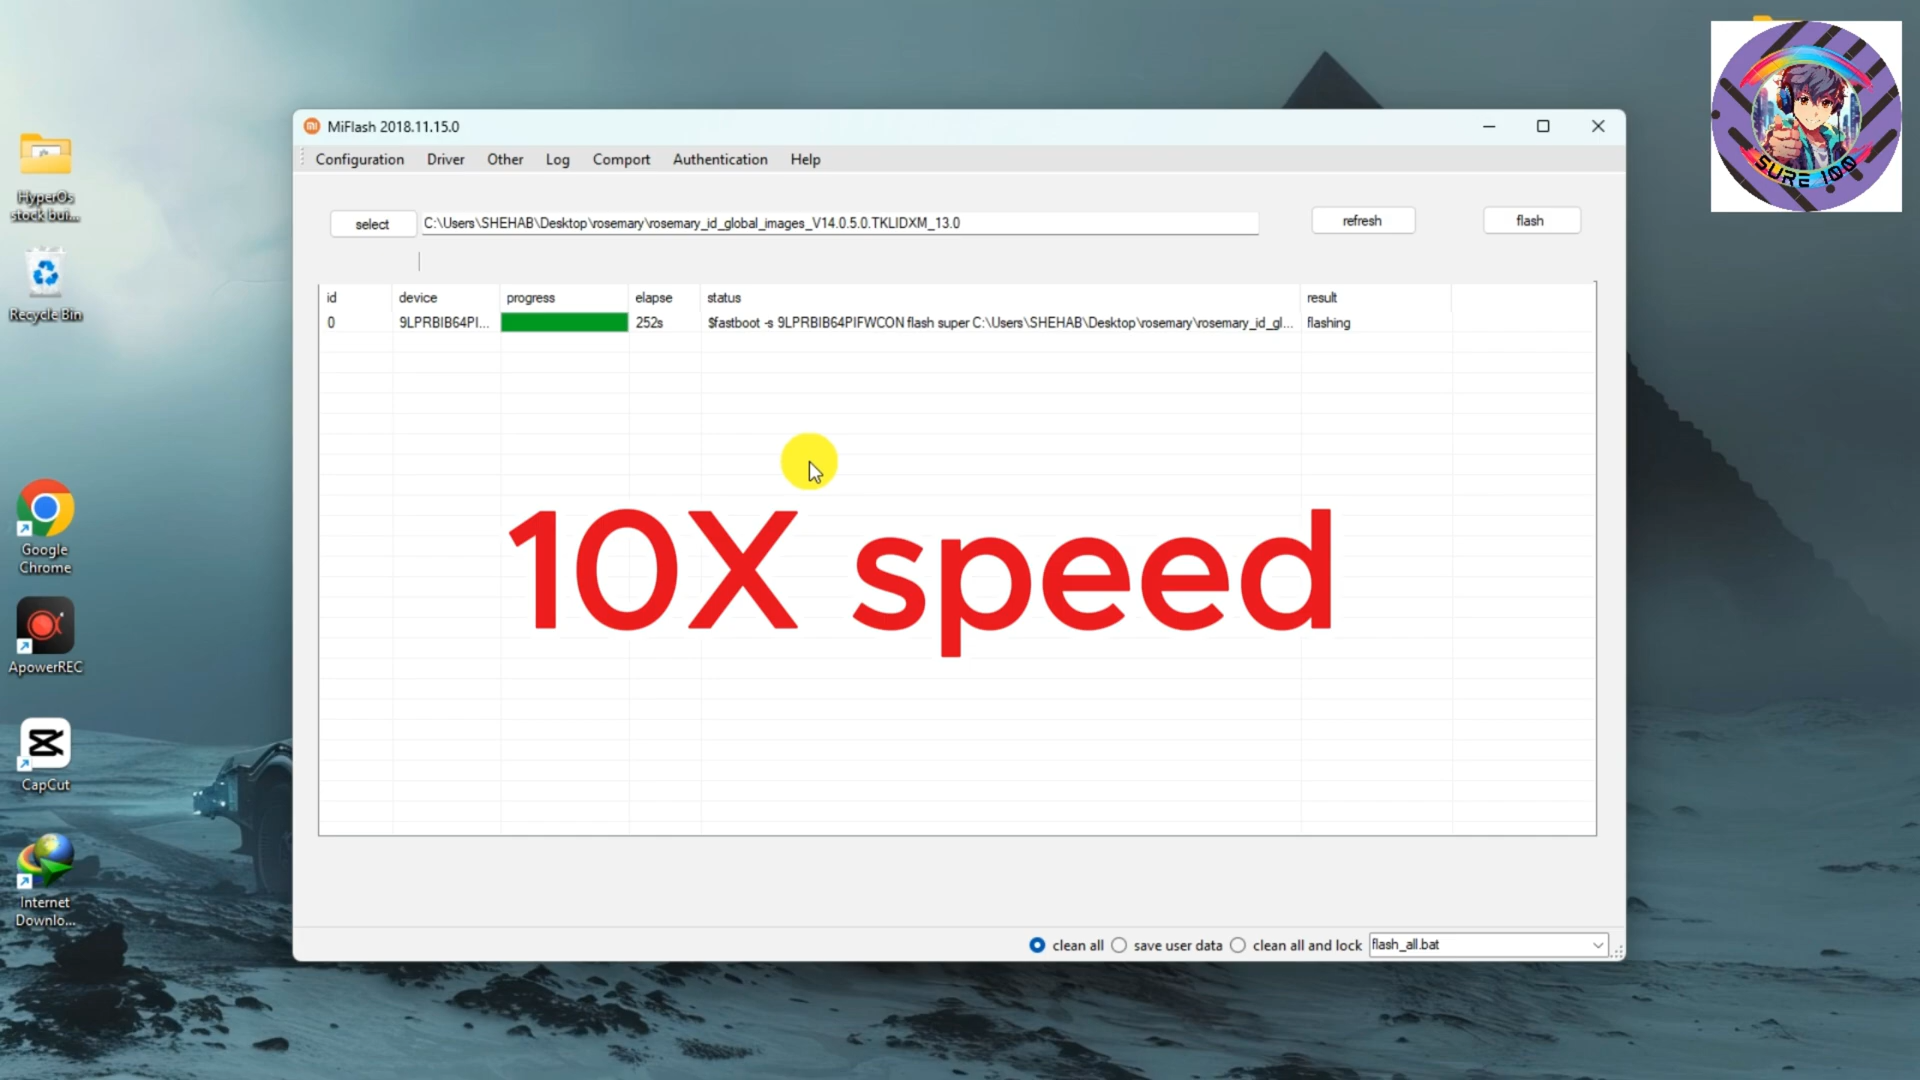 MiFlash 2018.11.15.0
Configuration Driver Other Log Comport Authentication Help
select C:\Users\SHEHAB\Desktop\rosemary\rosemary_id_global_images_V14.0.5.0.TKLIDXM_13.0 refresh flash
id device progress elapse status result
0 9LPRBIB64PI... 252s $fastboot -s 9LPRBIB64PIFWCON flash super C:\Users\SHEHAB\Desktop\rosemary\rosemary_id_gl... flashing
10X speed
clean all save user data clean all and lock flash_all.bat
HyperOs
stock bui...
Recycle Bin
Google
Chrome
ApowerREC
CapCut
Internet
Downlo...
SURE 100